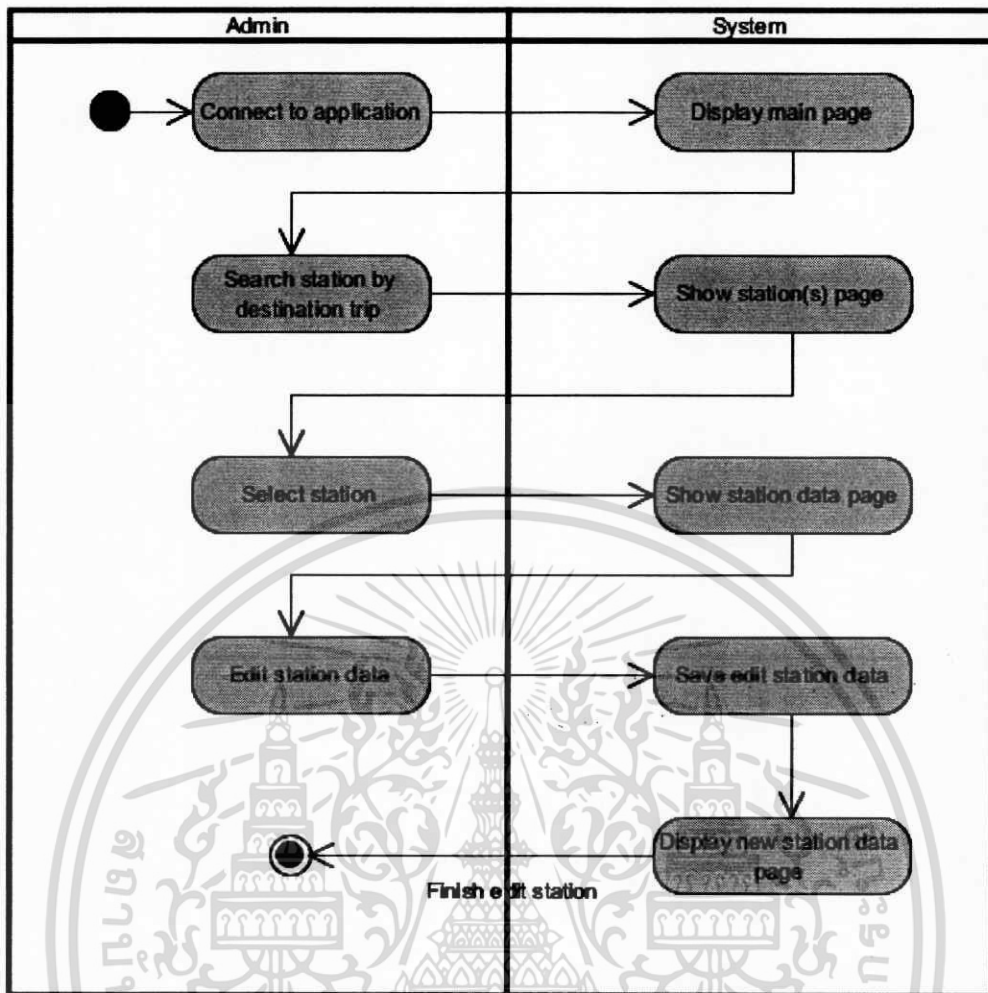 Admin
System
Connect to application
Display main page
Search station by
destination trip
Show station(s) page
Select station
Show station data page
Edit station data
Save edit station data
Display new station data
page
Finish edit station